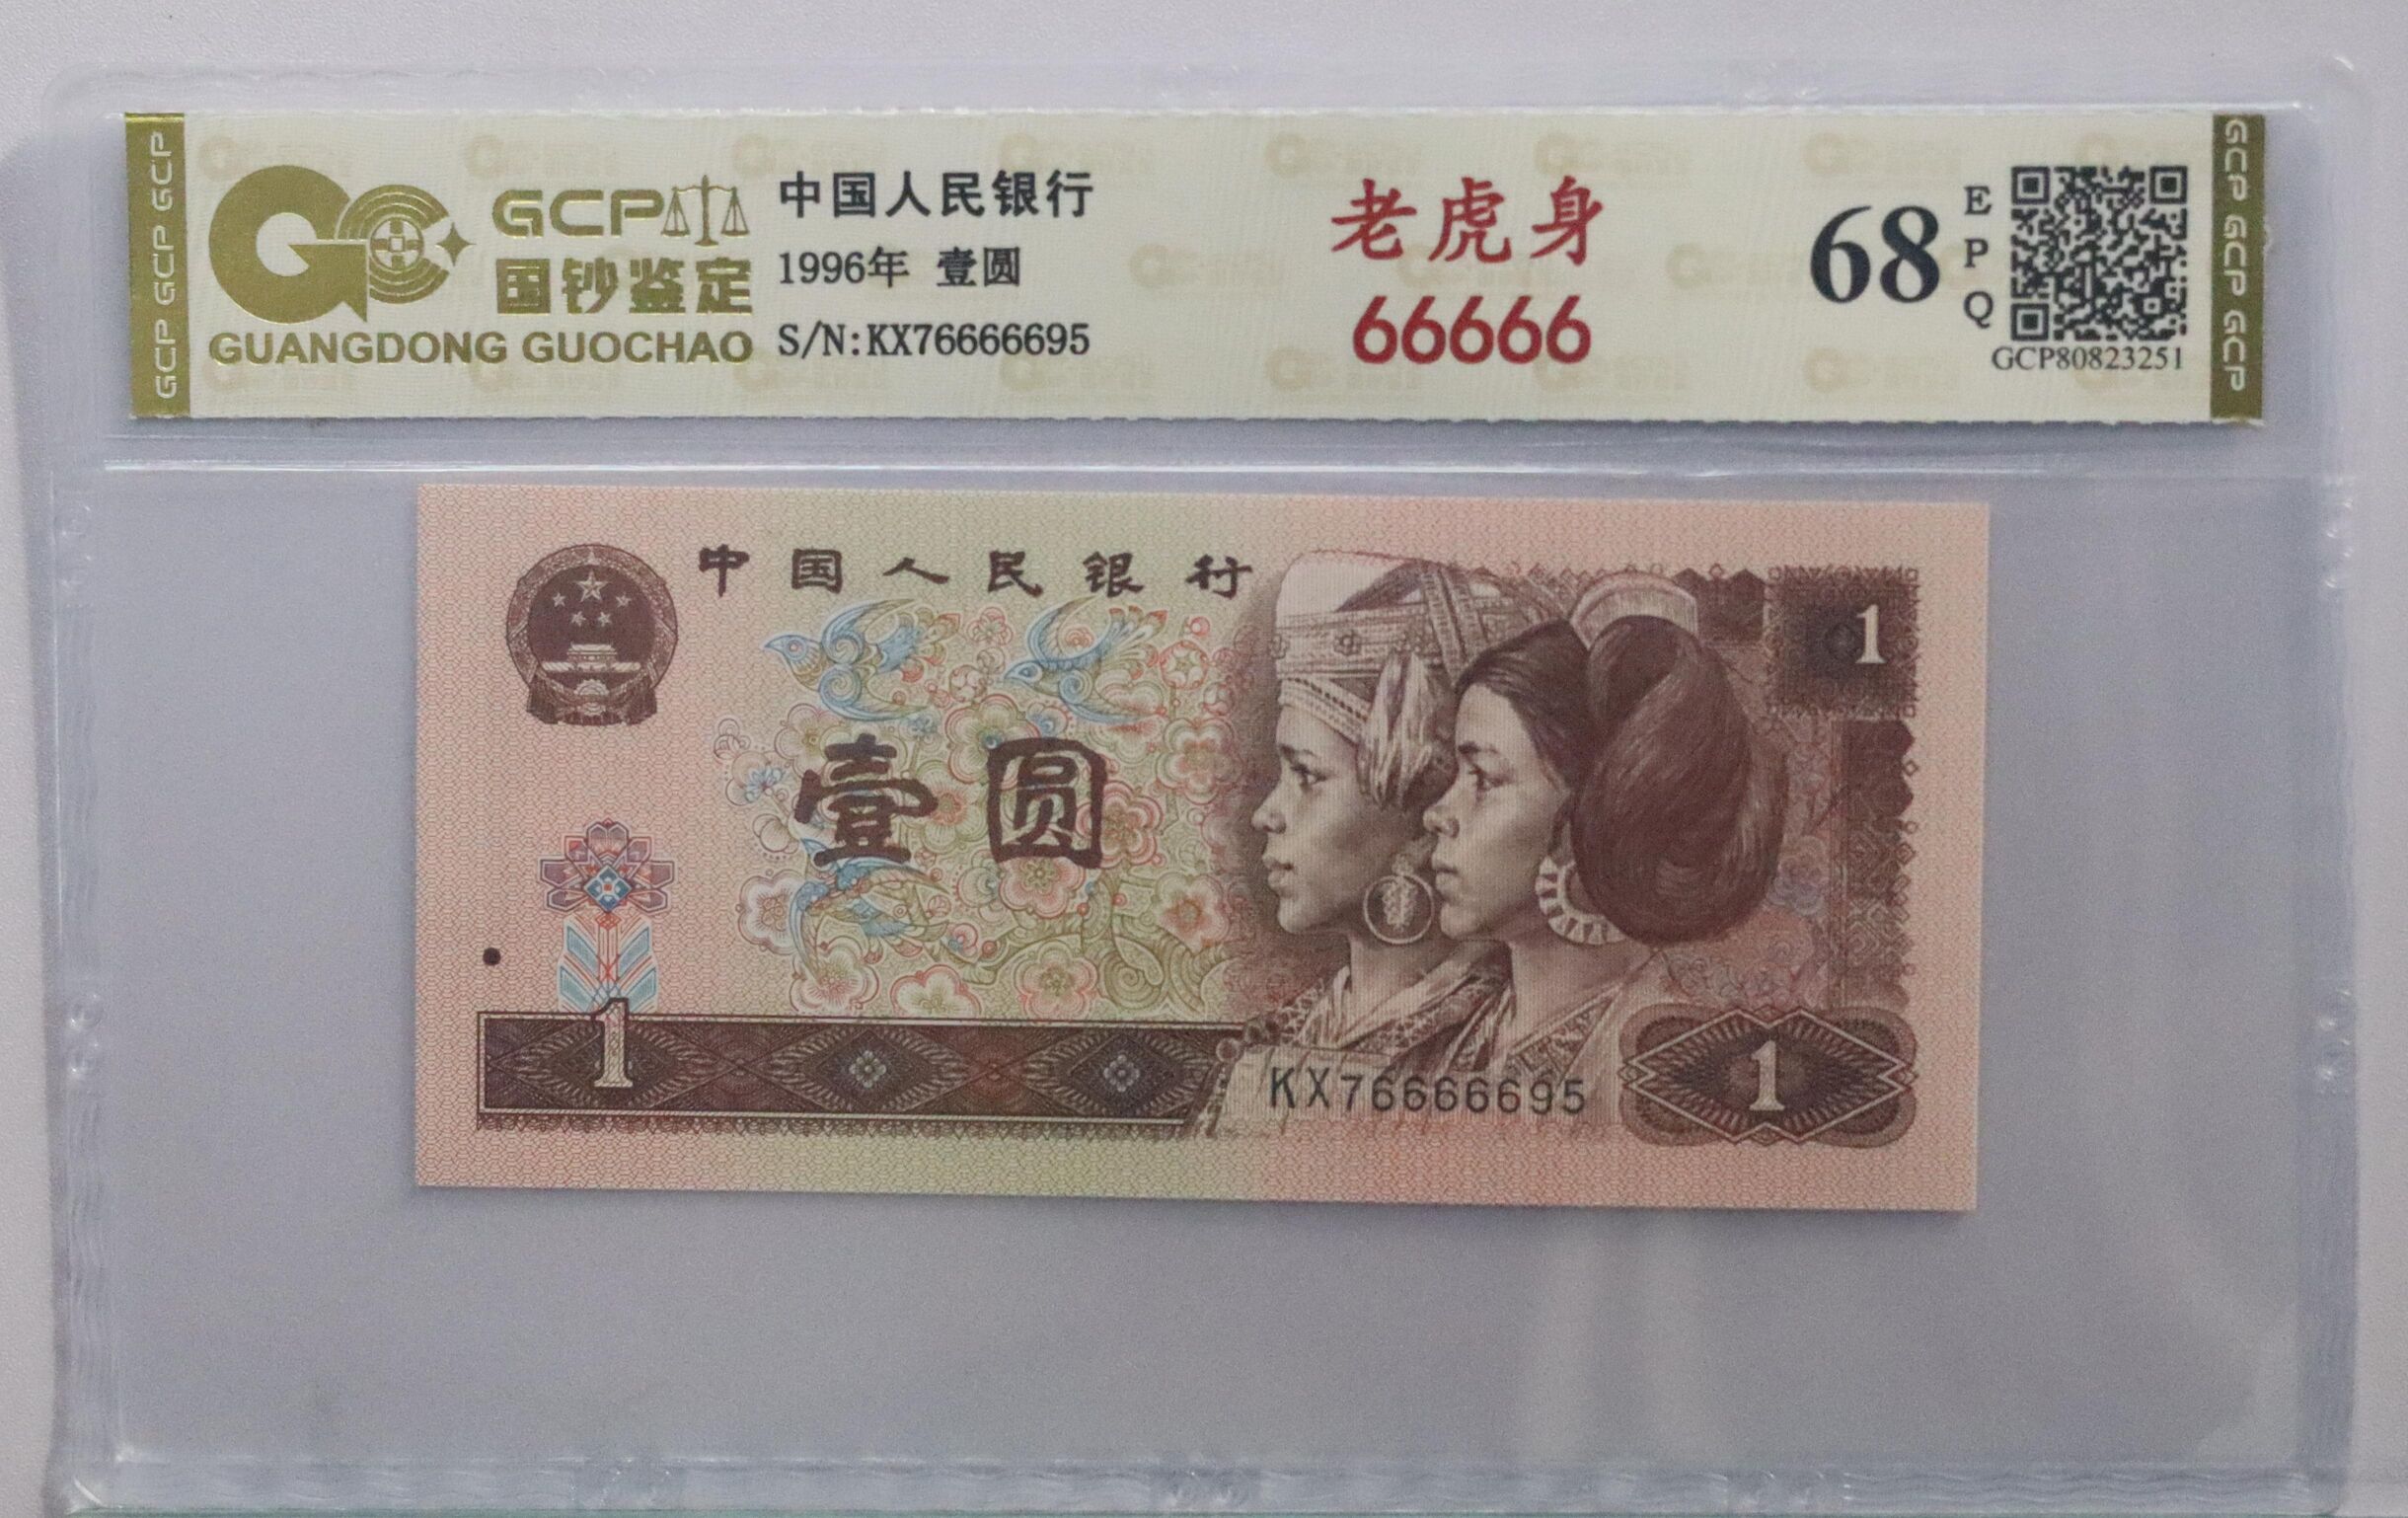 GCP GCP GCP
GCP
国钞鉴定
GUANGDONG GUOCHAO
中国人民银行
1996年 壹圆
S/N:KX76666695
老虎身
66666
68
EPQ
GCP80823251
GCP GCP GCP
中国人民银行
1
壹圆
1
KX76666695
1